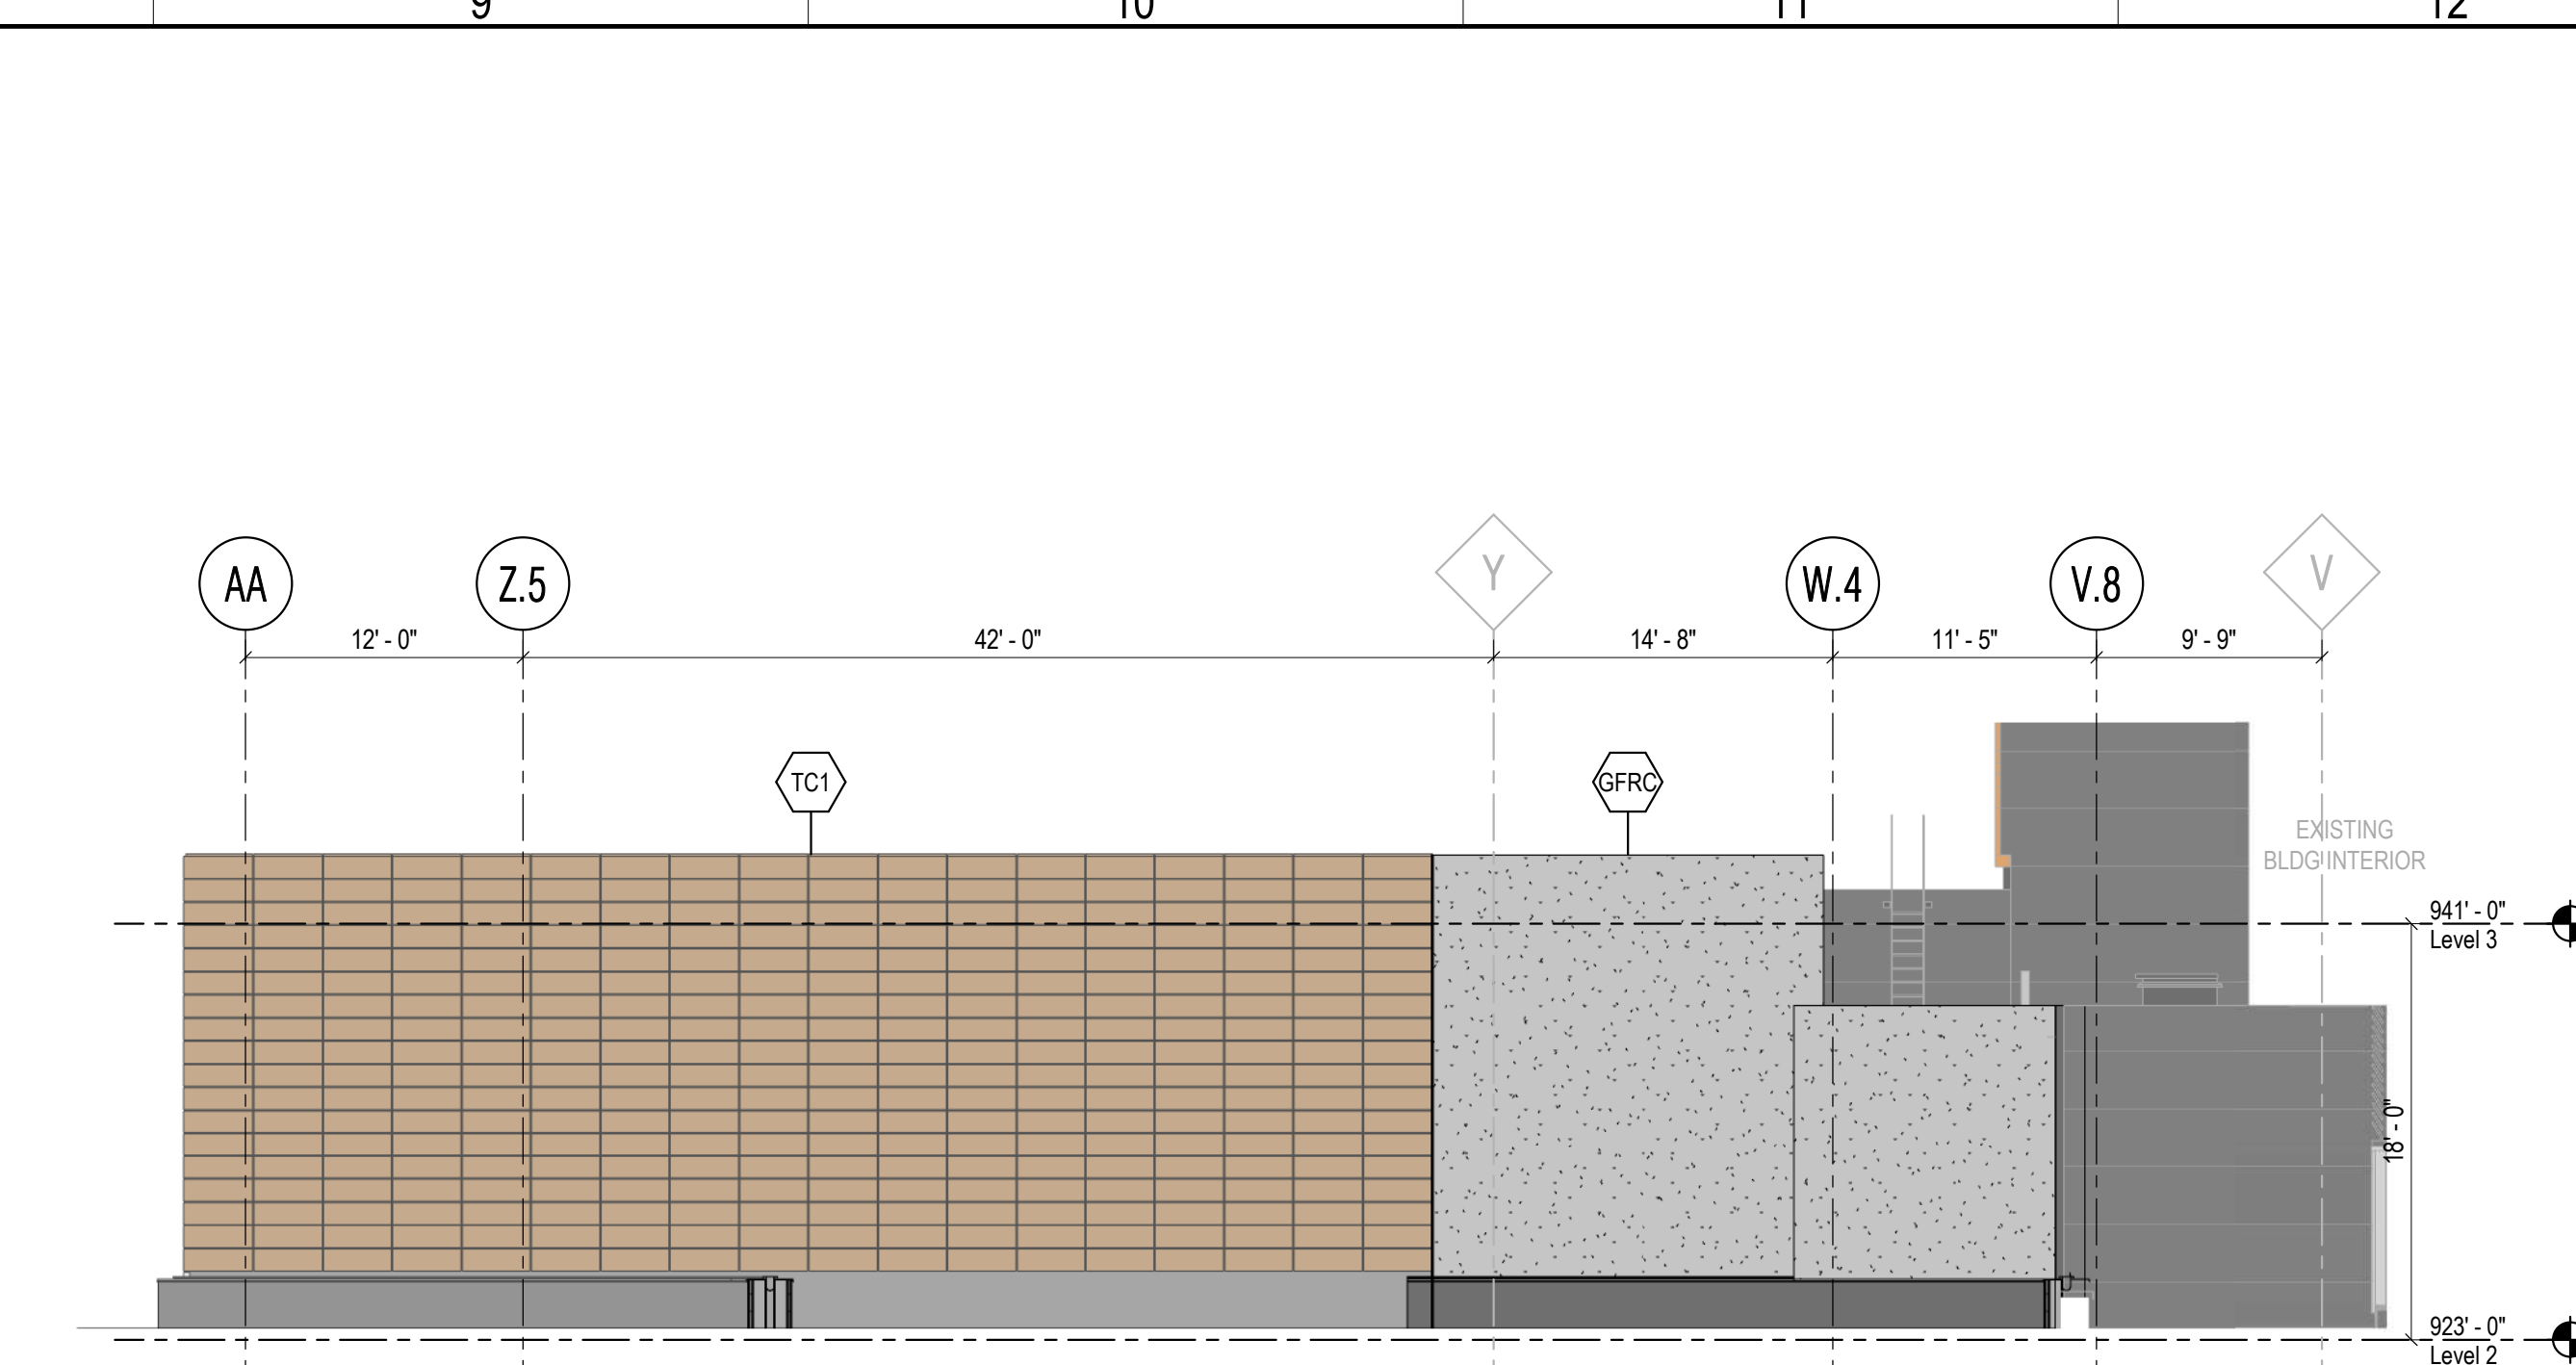 9
10
11
12
AA
Z.5
Y
W.4
V.8
V
12' - 0"
42' - 0"
14' - 8"
11' - 5"
9' - 9"
TC1
GFRC
EXISTING
BLDG INTERIOR
941' - 0"
Level 3
18' - 0"
923' - 0"
Level 2